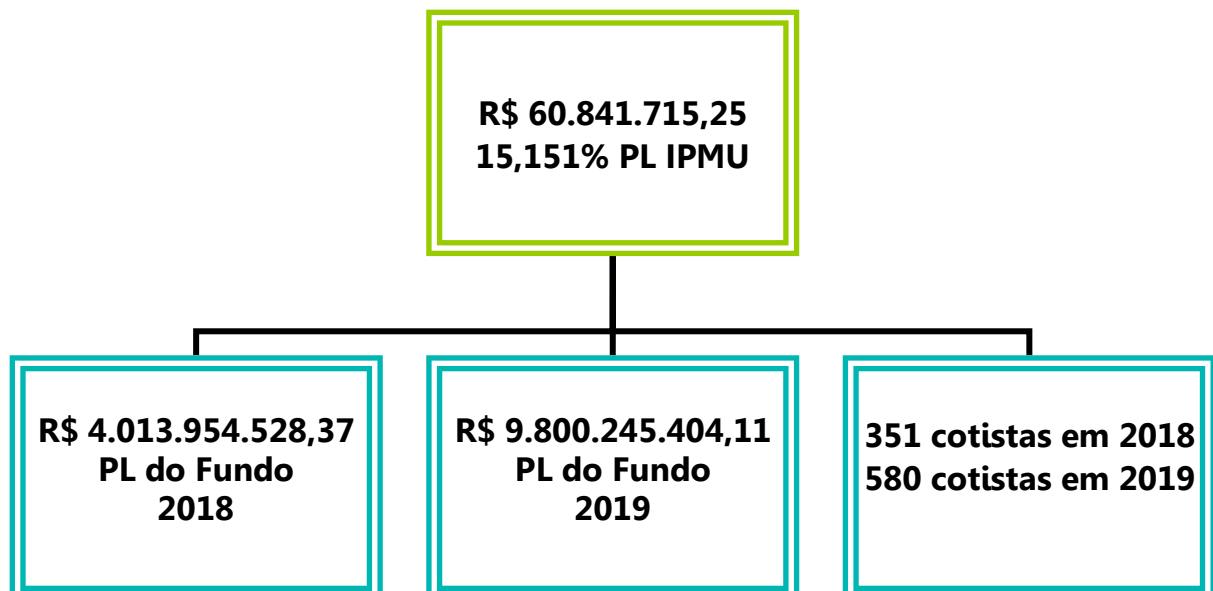 R$ 60.841.715,25
15,151% PL IPMU
R$ 4.013.954.528,37
PL do Fundo
2018
R$ 9.800.245.404,11
PL do Fundo
2019
351 cotistas em 2018
580 cotistas em 2019